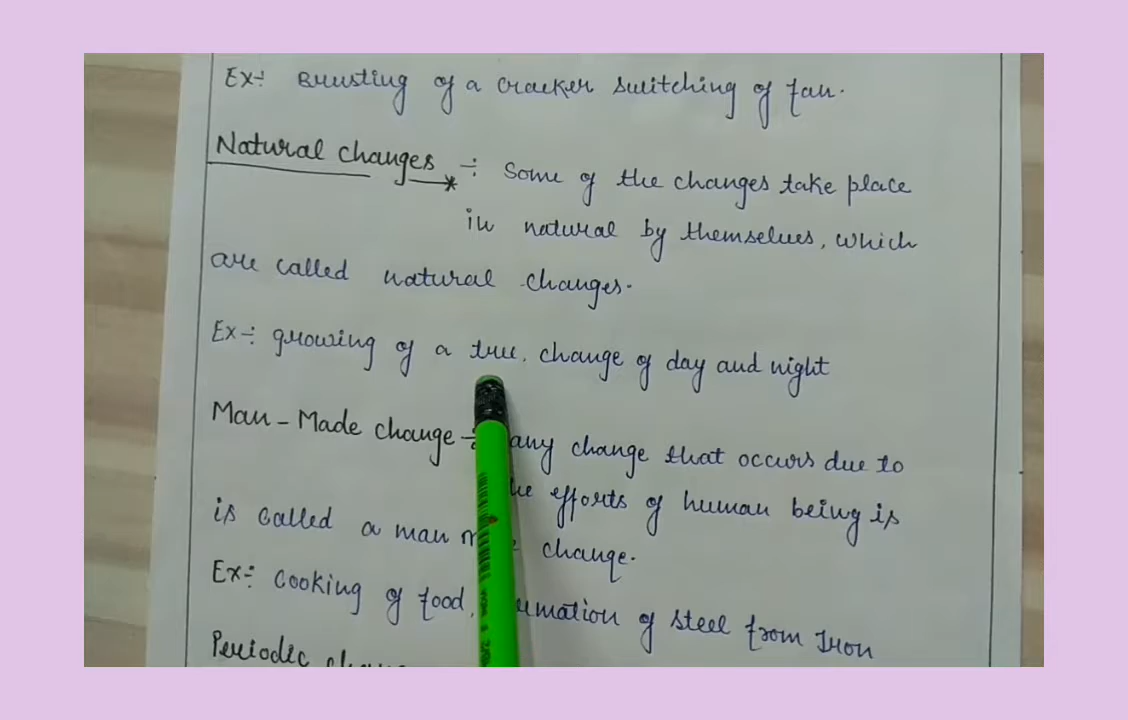 Ex÷ Bursting of a cracker switching of fan.
Natural changes ÷ Some of the changes take place
in natural by themselves, which
are called natural changes.
Ex÷ growing of a tree. change of day and night
Man-Made change÷ any change that occurs due to
efforts of human being is
is called a man change.
Ex÷ cooking of food, of steel from Iron
Periodic